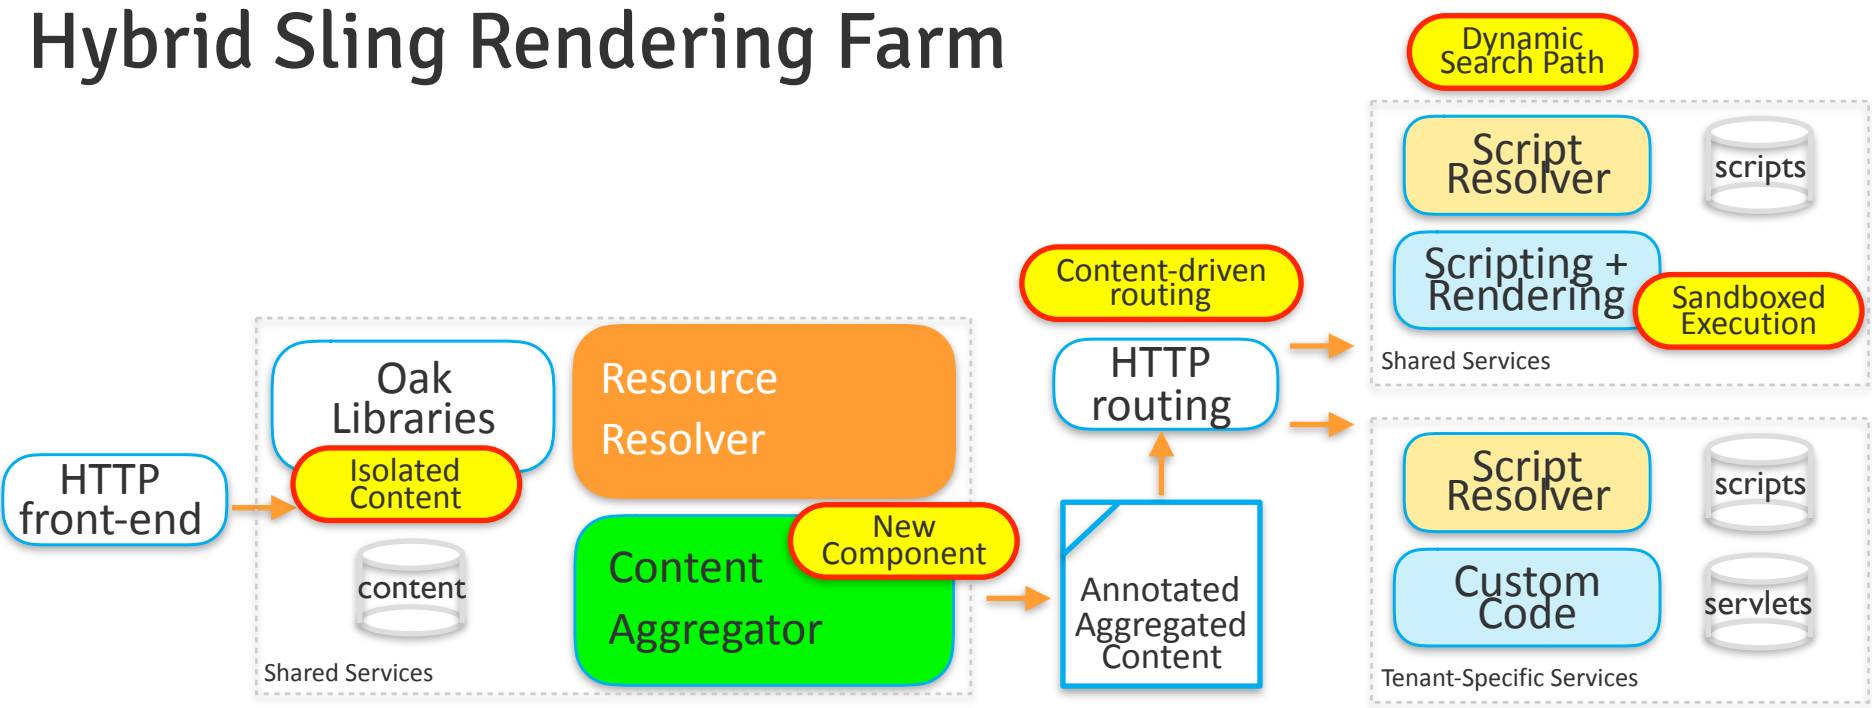 Hybrid Sling Rendering Farm
HTTP
front-end
Oak
Libraries
Isolated
Content
content
Shared Services
Resource
Resolver
New
Component
Content
Aggregator
Annotated
Aggregated
Content
Content-driven
routing
HTTP
routing
Dynamic
Search Path
Script
Resolver
scripts
Scripting +
Rendering
Sandboxed
Execution
Shared Services
Script
Resolver
scripts
Custom
Code
servlets
Tenant-Specific Services